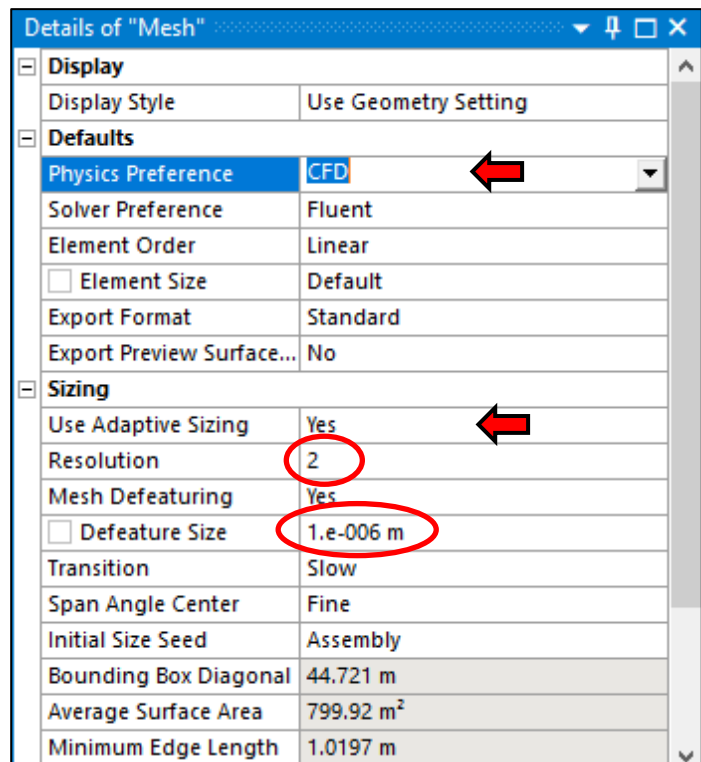 Details of "Mesh"
Display
Display Style Use Geometry Setting
Defaults
Physics Preference CFD
Solver Preference Fluent
Element Order Linear
Element Size Default
Export Format Standard
Export Preview Surface... No
Sizing
Use Adaptive Sizing Yes
Resolution 2
Mesh Defeaturing Yes
Defeature Size 1.e-006 m
Transition Slow
Span Angle Center Fine
Initial Size Seed Assembly
Bounding Box Diagonal 44.721 m
Average Surface Area 799.92 m²
Minimum Edge Length 1.0197 m